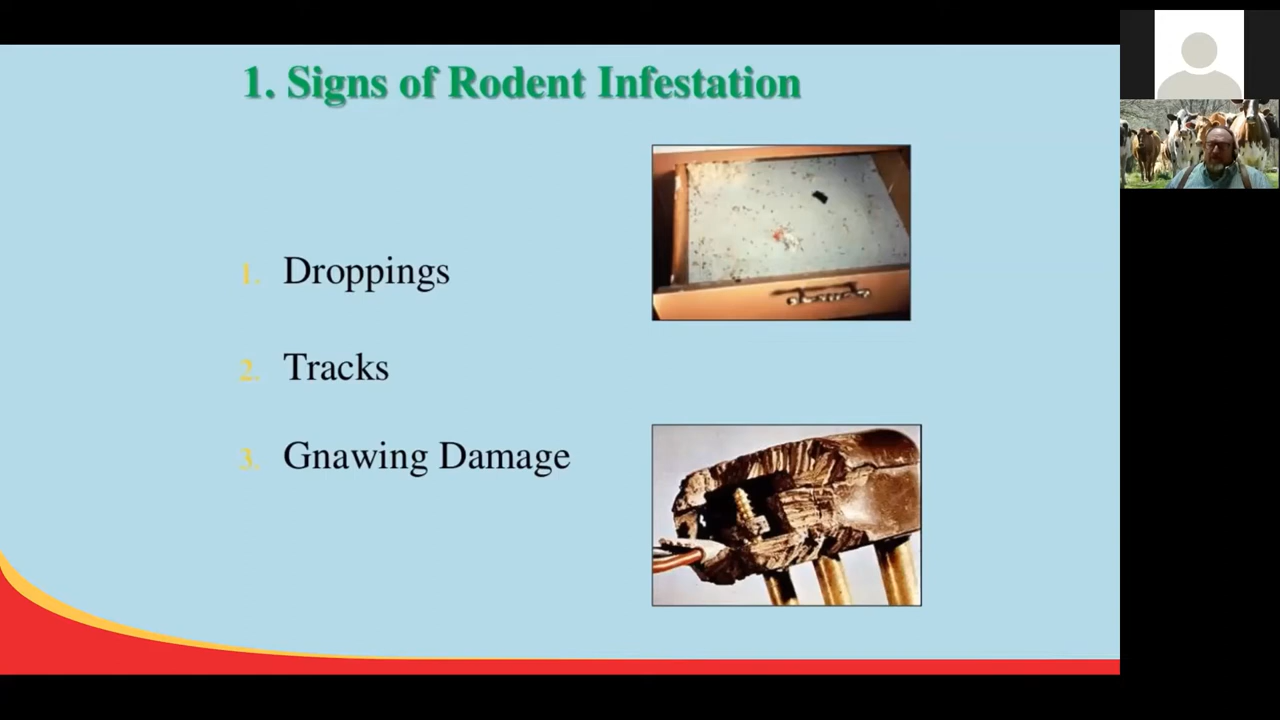 1. Signs of Rodent Infestation
1. Droppings
2. Tracks
3. Gnawing Damage